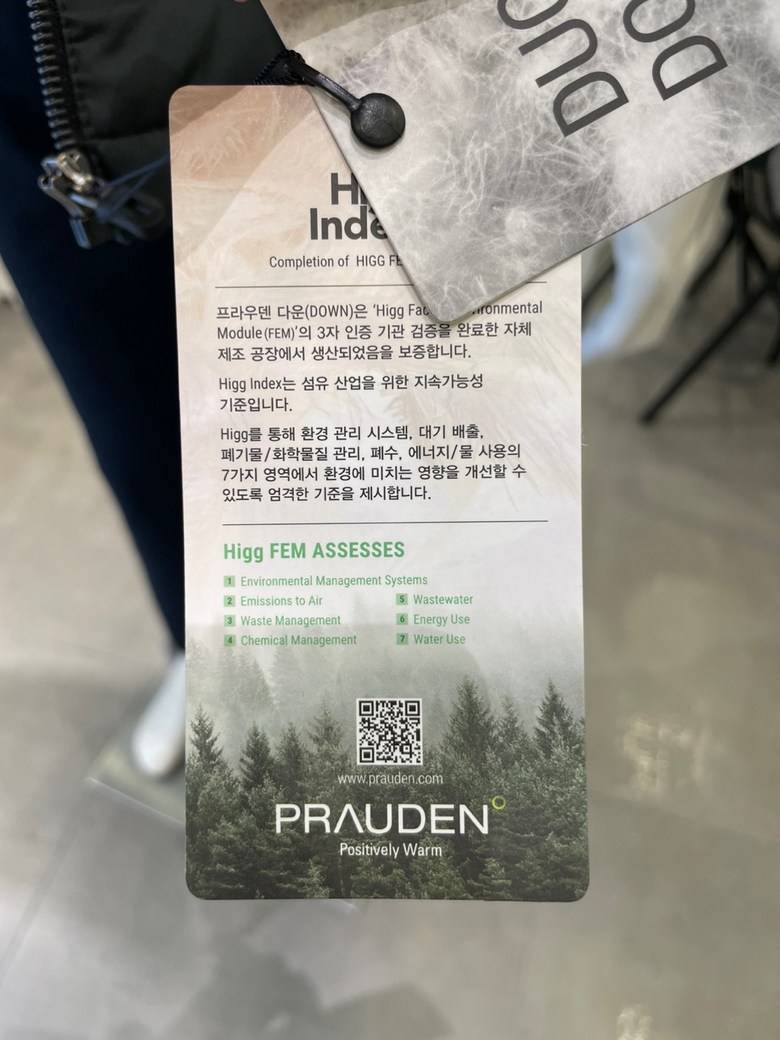 DUC
DO
Inde
Completion of HIGG FE
프라우덴 다운(DOWN)은 ‘Higg Fac ironmental
Module(FEM)’의 3자 인증 기관 검증을 완료한 자체
제조 공장에서 생산되었음을 보증합니다.
Higg Index는 섬유 산업을 위한 지속가능성
기준입니다.
Higg를 통해 환경 관리 시스템, 대기 배출,
폐기물/화학물질 관리, 폐수, 에너지/물 사용의
7가지 영역에서 환경에 미치는 영향을 개선할 수
있도록 엄격한 기준을 제시합니다.
Higg FEM ASSESSES
1 Environmental Management Systems
2 Emissions to Air
3 Waste Management
4 Chemical Management
5 Wastewater
6 Energy Use
7 Water Use
www.prauden.com
PRAUDEN
Positively Warm